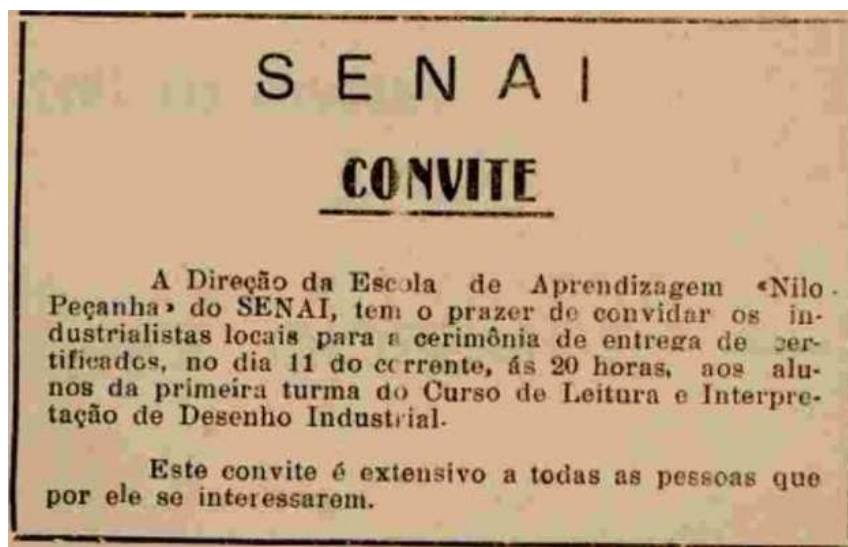 SENAI
CONVITE
A Direção da Escola de Aprendizagem «Nilo
Peçanha» do SENAI, tem o prazer de convidar os in-
dustrialistas locais para a cerimônia de entrega de cer-
tificados, no dia 11 do corrente, ás 20 horas, aos alu-
nos da primeira turma do Curso de Leitura e Interpre-
tação de Desenho Industrial.
Este convite é extensivo a todas as pessoas que
por ele se interessarem.